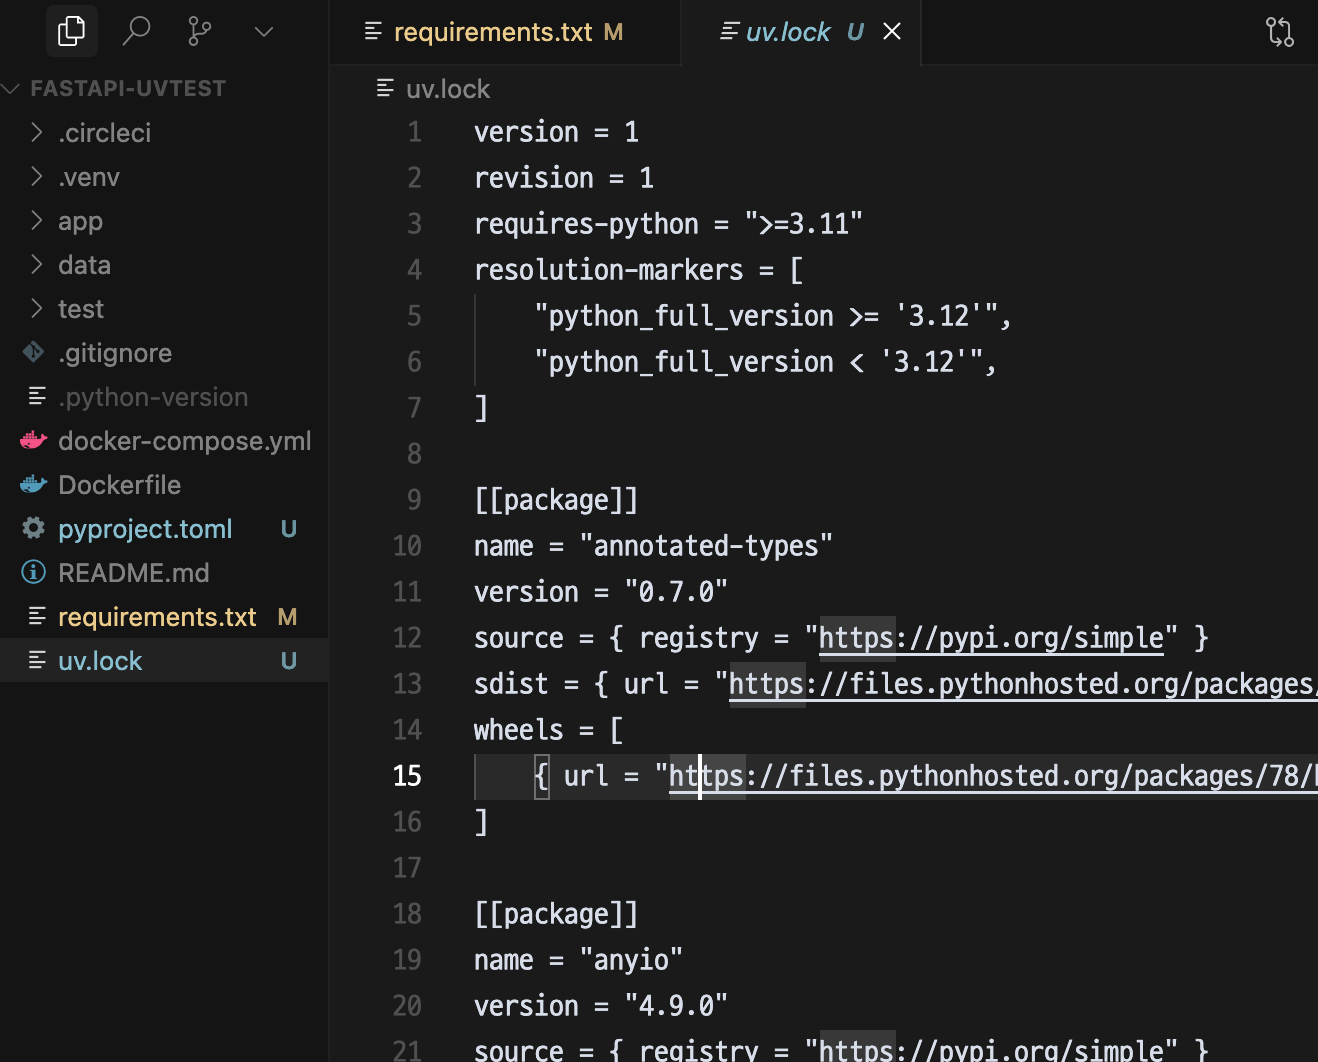 FASTAPI-UVTEST
.circleci
.venv
app
data
test
.gitignore
.python-version
docker-compose.yml
Dockerfile
pyproject.toml U
README.md
requirements.txt M
uv.lock U
requirements.txt M
uv.lock U
uv.lock
1 version = 1
2 revision = 1
3 requires-python = ">=3.11"
4 resolution-markers = [
5 "python_full_version >= '3.12'",
6 "python_full_version < '3.12'",
7 ]
8
9 [[package]]
10 name = "annotated-types"
11 version = "0.7.0"
12 source = { registry = "https://pypi.org/simple" }
13 sdist = { url = "https://files.pythonhosted.org/packages/
14 wheels = [
15 { url = "https://files.pythonhosted.org/packages/78/
16 ]
17
18 [[package]]
19 name = "anyio"
20 version = "4.9.0"
21 source = { registry = "https://pypi.org/simple" }